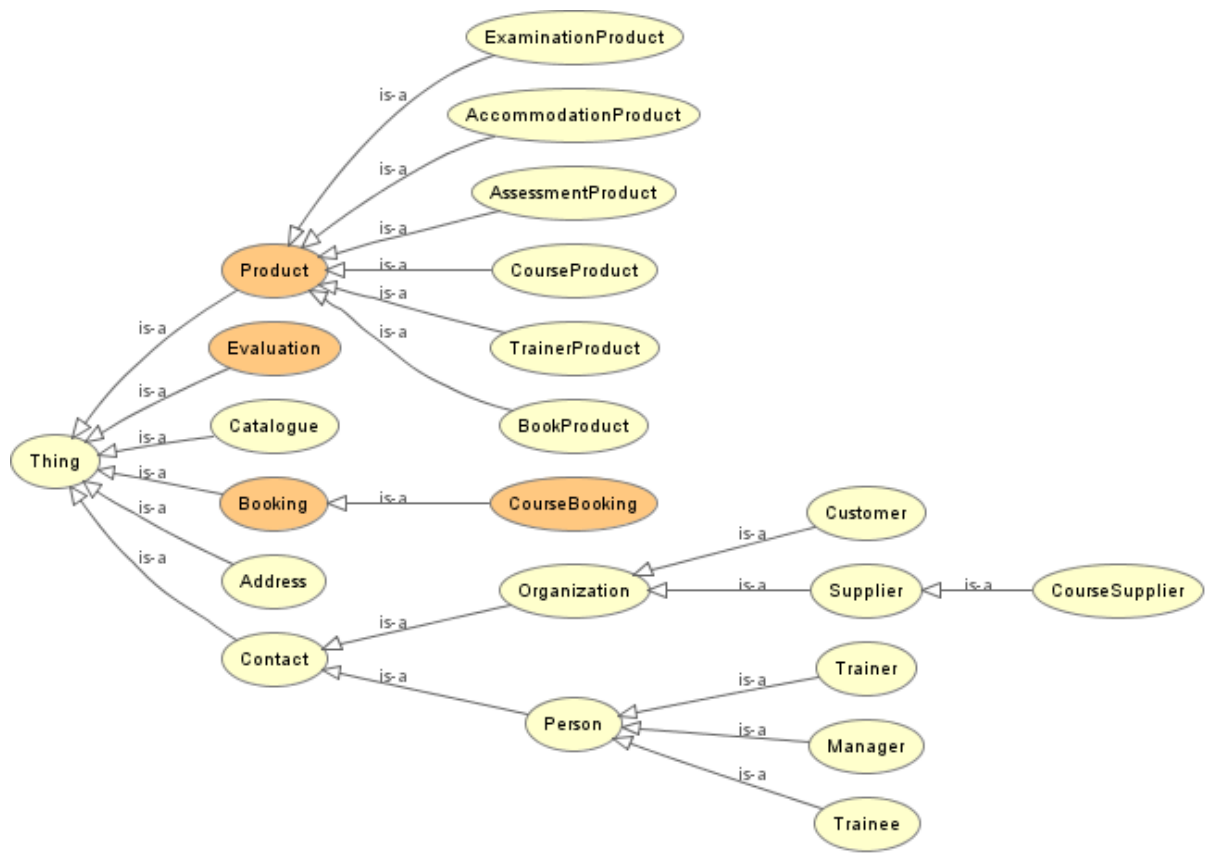 ExaminationProduct
is-a
AccommodationProduct
is-a
AssessmentProduct
is-a
Product
is-a
CourseProduct
is-a
TrainerProduct
is-a
is-a
Evaluation
is-a
BookProduct
Catalogue
is-a
Thing
is-a
Booking
is-a
CourseBooking
is-a
Address
is-a
Customer
is-a
Organization
is-a
Supplier
is-a
CourseSupplier
Contact
is-a
is-a
Person
is-a
Trainer
is-a
Manager
is-a
Trainee